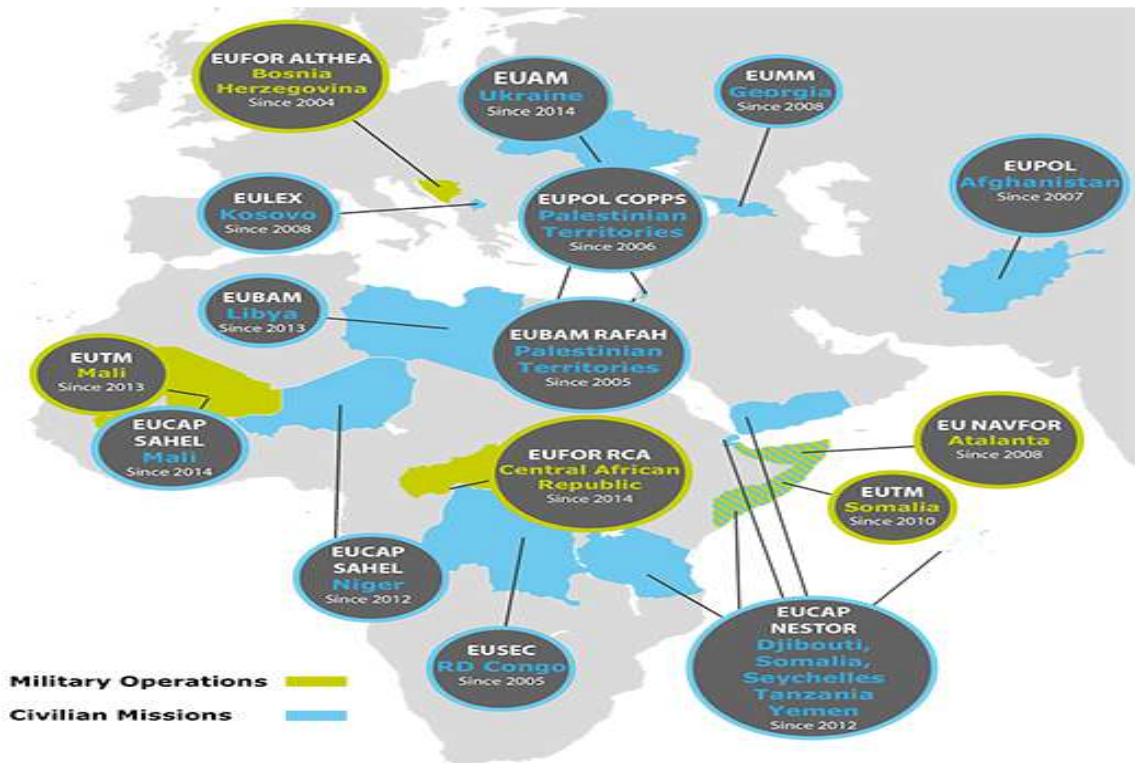 EUFOR ALTHEA
Bosnia
Herzegovina
Since 2004
EUAM
Ukraine
Since 2014
EUMM
Georgia
Since 2008
EUPOL
Afghanistan
Since 2007
EULEX
Kosovo
Since 2008
EUPOL COPPS
Palestinian
Territories
Since 2006
EUBAM
Libya
Since 2013
EUBAM RAFAH
Palestinian
Territories
Since 2005
EUTM
Mali
Since 2013
EUCAP
SAHEL
Mali
Since 2014
EUFOR RCA
Central African
Republic
Since 2014
EU NAVFOR
Atalanta
Since 2008
EUTM
Somalia
Since 2010
EUCAP
SAHEL
Niger
Since 2012
EUSEC
RD Congo
Since 2005
EUCAP
NESTOR
Djibouti,
Somalia,
Seychelles
Tanzania
Yemen
Since 2012
Military Operations
Civilian Missions